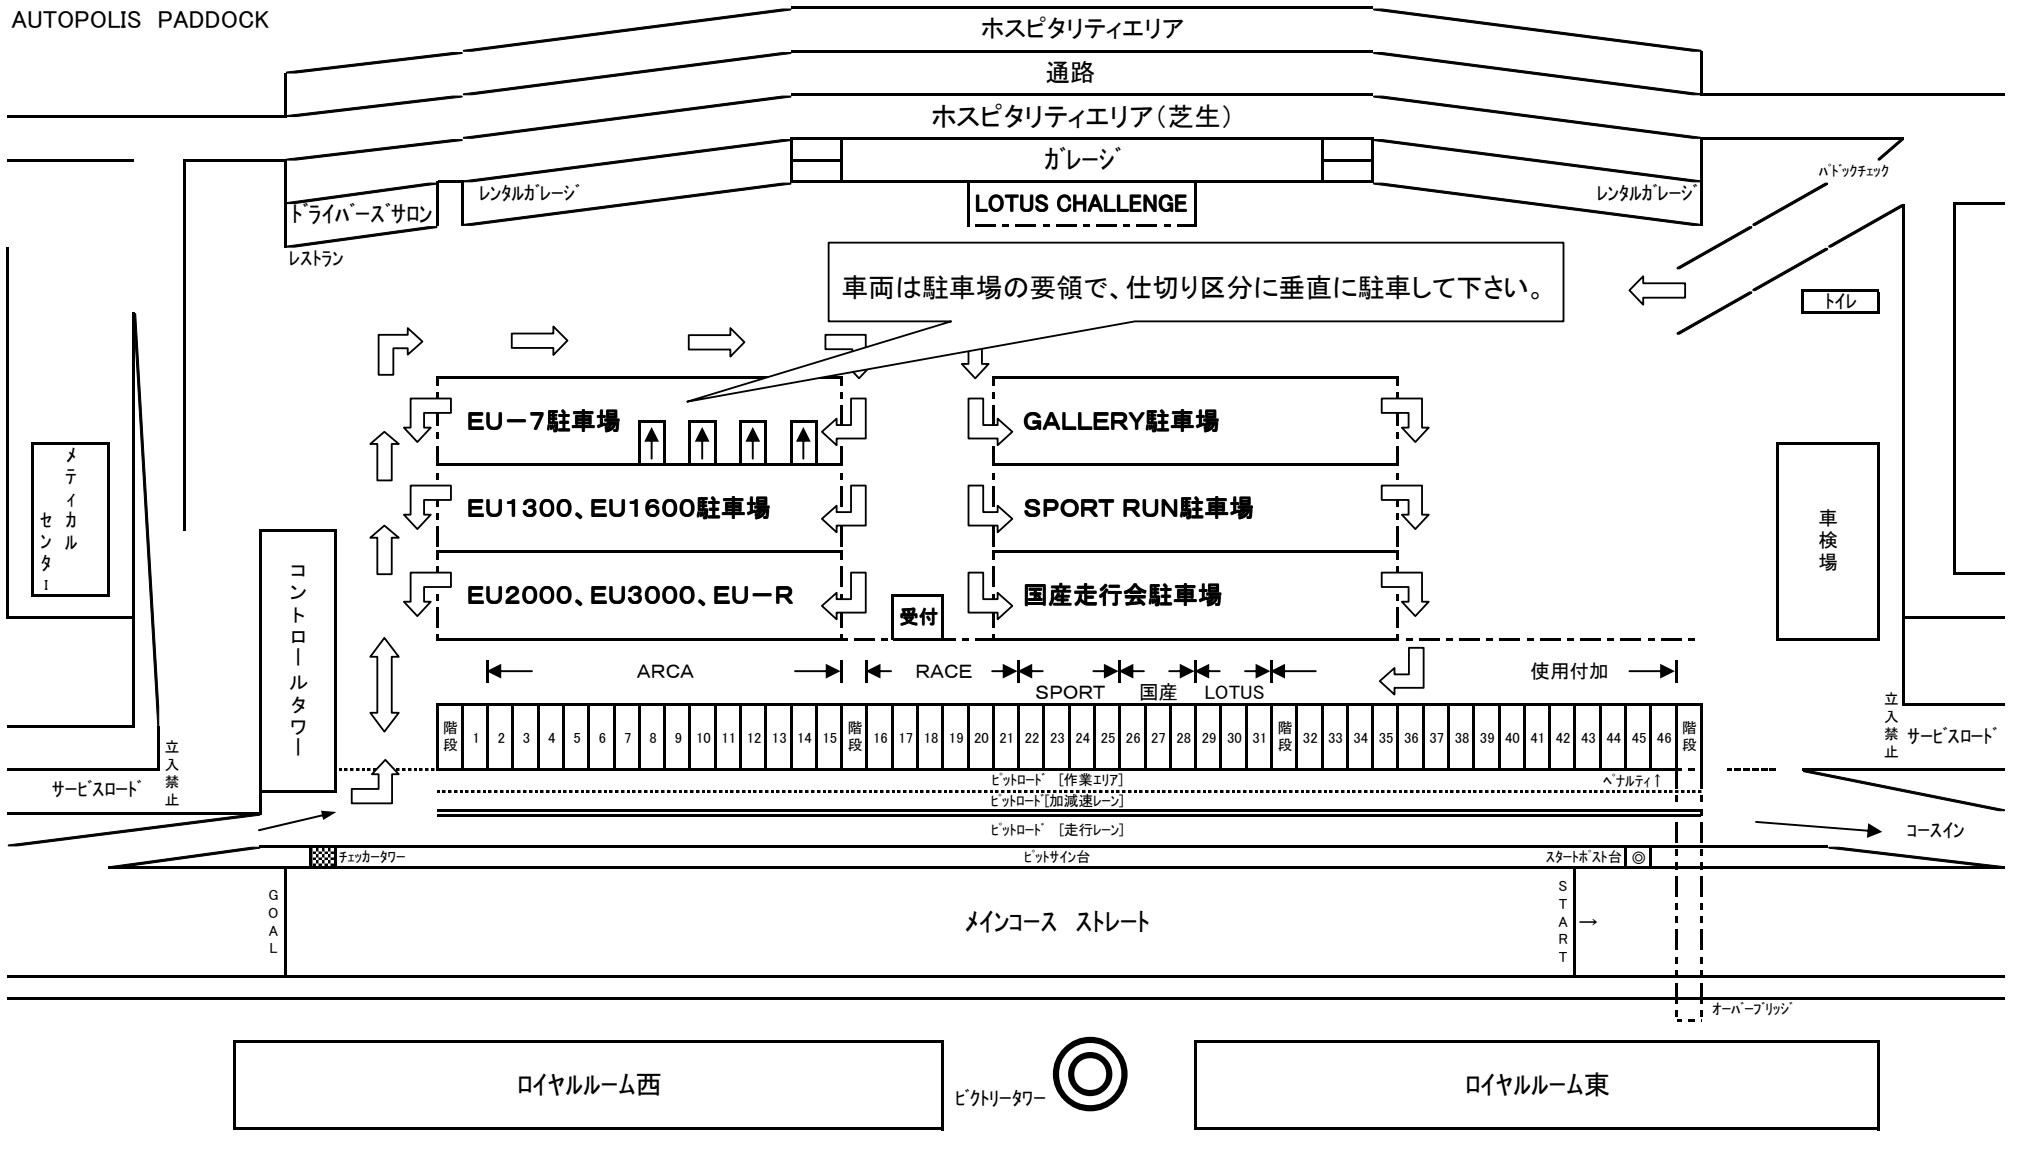 AUTOPOLIS PADDOCK
ホスピタリティエリア
通路
ホスピタリティエリア（芝生）
ガレージ
レンタルガレージ
レンタルガレージ
パドックチェック
ドライバーズサロン
LOTUS CHALLENGE
レストラン
車両は駐車場の要領で、仕切り区分に垂直に駐車して下さい。
トイレ
EU－7駐車場
GALLERY駐車場
メティカル
センター
EU1300、EU1600駐車場
SPORT RUN駐車場
車検場
コントロールタワー
EU2000、EU3000、EU－R
受付
国産走行会駐車場
ARCA
RACE
使用付加
SPORT 国産 LOTUS
階段 1 2 3 4 5 6 7 8 9 10 11 12 13 14 15 階段 16 17 18 19 20 21 22 23 24 25 26 27 28 29 30 31 階段 32 33 34 35 36 37 38 39 40 41 42 43 44 45 46 階段
立入禁止
立入禁止
サービスロード
サービスロード
ピットロード [作業エリア]
ペナルティ↑
ピットロード[加減速レーン]
ピットロード [走行レーン]
コースイン
チェッカータワー
ピットサイン台
スタートポスト台 ◎
GOAL
メインコース ストレート
START
→
オーバーブリッジ
ロイヤルルーム西
ビクトリータワー
ロイヤルルーム東